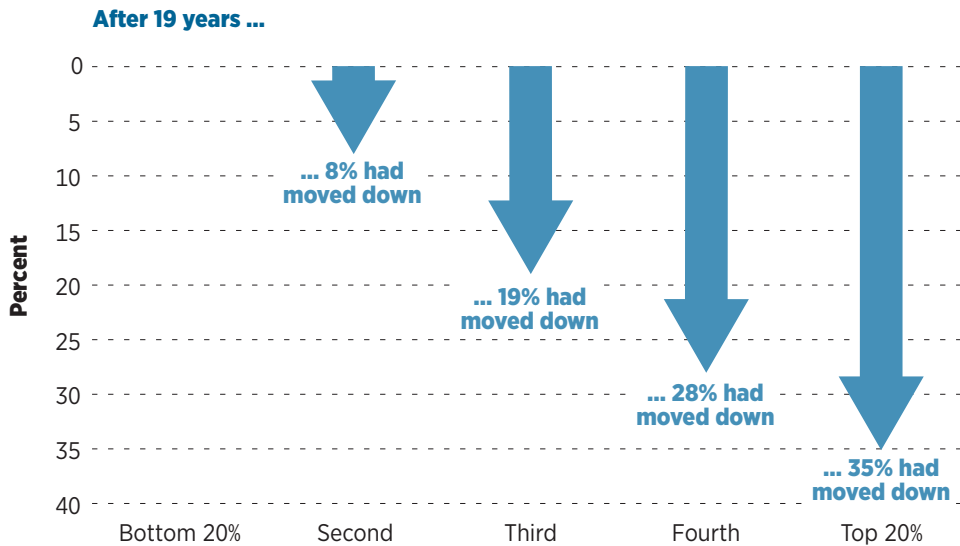 After 19 years ...
0
5
10
15
20
25
30
35
40
Percent
... 8% had
moved down
... 19% had
moved down
... 28% had
moved down
... 35% had
moved down
Bottom 20%
Second
Third
Fourth
Top 20%